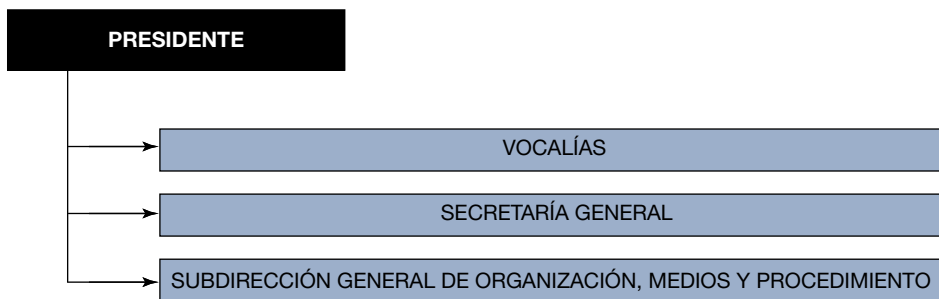 PRESIDENTE
VOCALÍAS
SECRETARÍA GENERAL
SUBDIRECCIÓN GENERAL DE ORGANIZACIÓN, MEDIOS Y PROCEDIMIENTO